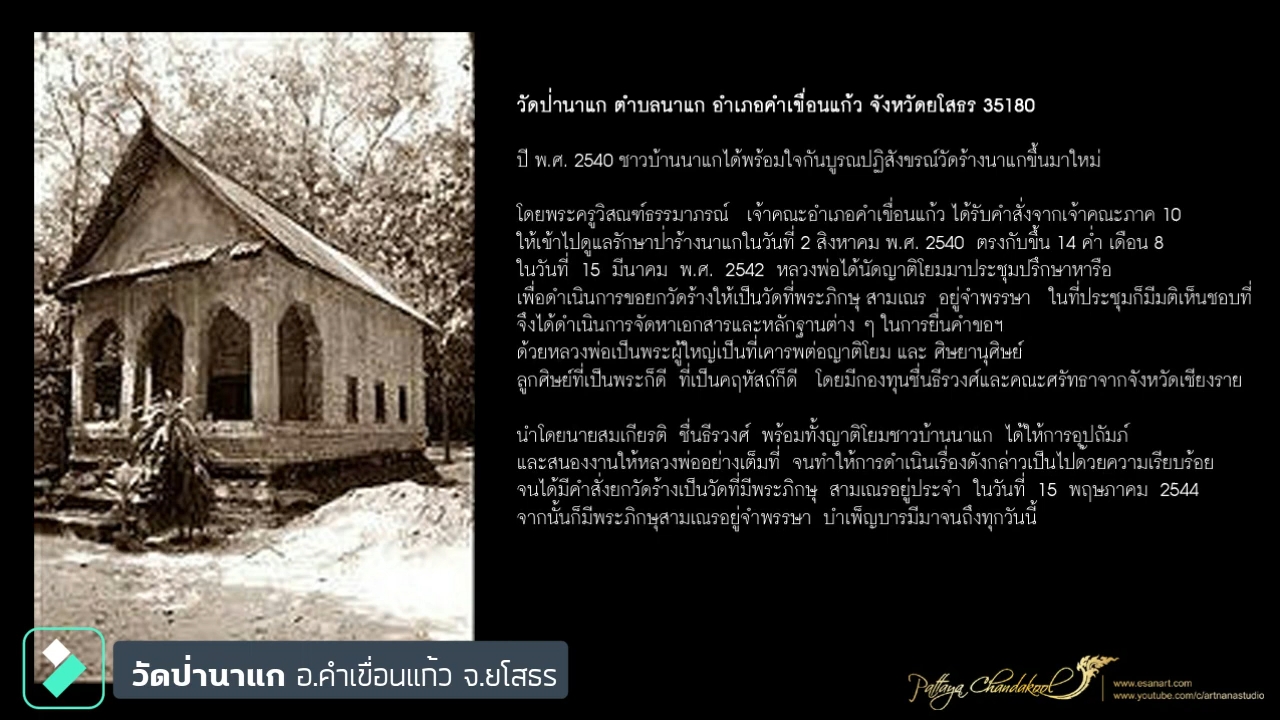 วัดป่านาแก ตำบลนาแก อำเภอคำเขื่อนแก้ว จังหวัดยโสธร 35180
ปี พ.ศ. 2540 ชาวบ้านนาแกได้พร้อมใจกันบูรณปฏิสังขรณ์วัดร้างนาแกขึ้นมาใหม่
โดยพระครูวิสณฑ์ธรรมาภรณ์ เจ้าคณะอำเภอคำเขื่อนแก้ว ได้รับคำสั่งจากเจ้าคณะภาค 10
ให้เข้าไปดูแลรักษาป่าร้างนาแกในวันที่ 2 สิงหาคม พ.ศ. 2540 ตรงกับขึ้น 14 ค่ำ เดือน 8
ในวันที่ 15 มีนาคม พ.ศ. 2542 หลวงพ่อได้นัดญาติโยมมาประชุมปรึกษาหารือ
เพื่อดำเนินการขอยกวัดร้างให้เป็นวัดที่พระภิกษุ สามเณร อยู่จำพรรษา ในที่ประชุมก็มีมติเห็นชอบที่
จึงได้ดำเนินการจัดหาเอกสารและหลักฐานต่าง ๆ ในการยื่นคำขอฯ
ด้วยหลวงพ่อเป็นพระผู้ใหญ่เป็นที่เคารพต่อญาติโยม และ ศิษยานุศิษย์
ลูกศิษย์ที่เป็นพระก็ดี ที่เป็นคฤหัสถ์ก็ดี โดยมีกองทุนชื่นธีรวงศ์และคณะศรัทธาจากจังหวัดเชียงราย
นำโดยนายสมเกียรติ ชื่นธีรวงศ์ พร้อมทั้งญาติโยมชาวบ้านนาแก ได้ให้การอุปถัมภ์
และสนองงานให้หลวงพ่ออย่างเต็มที่ จนทำให้การดำเนินเรื่องดังกล่าวเป็นไปด้วยความเรียบร้อย
จนได้มีคำสั่งยกวัดร้างเป็นวัดที่มีพระภิกษุ สามเณรอยู่ประจำ ในวันที่ 15 พฤษภาคม 2544
จากนั้นก็มีพระภิกษุสามเณรอยู่จำพรรษา บำเพ็ญบารมีมาจนถึงทุกวันนี้
วัดป่านาแก อ.คำเขื่อนแก้ว จ.ยโสธร
Pattaya Chandakool
www.esanart.com
www.youtube.com/c/artnanastudio